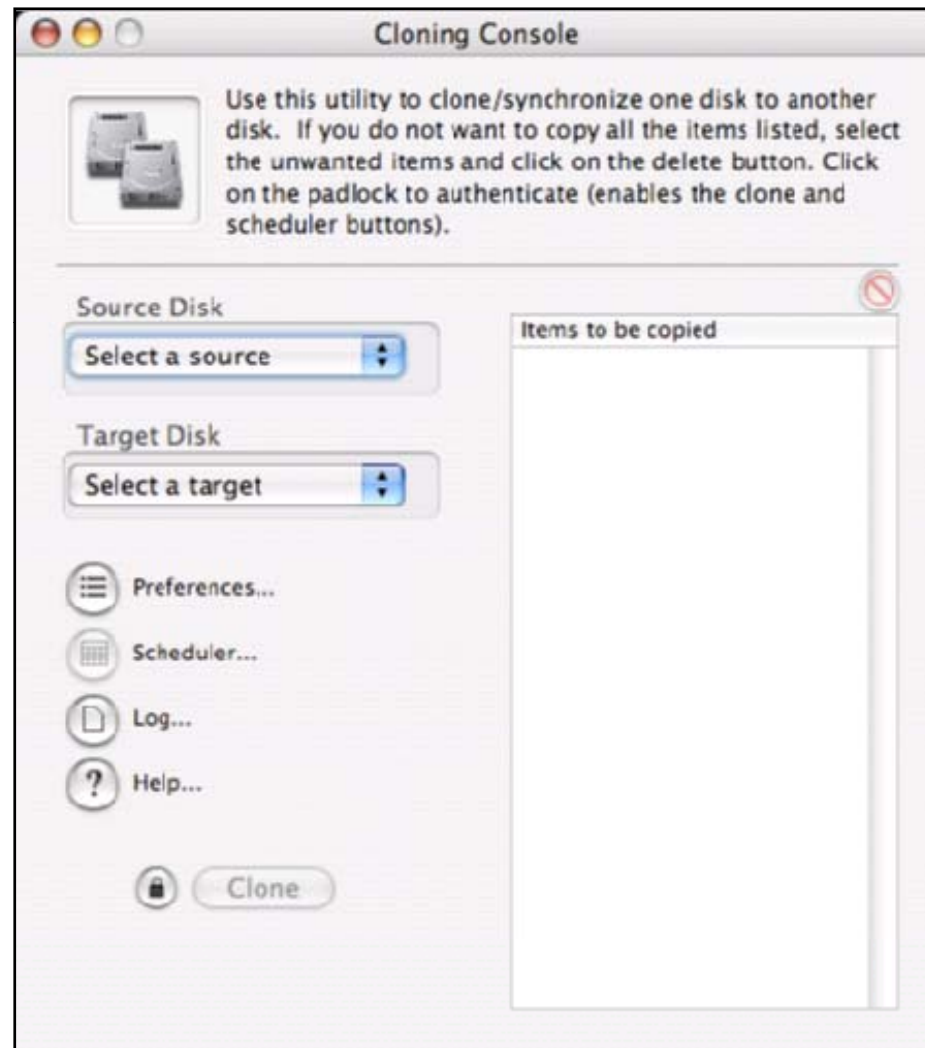 Cloning Console
Use this utility to clone/synchronize one disk to another
disk. If you do not want to copy all the items listed, select
the unwanted items and click on the delete button. Click
on the padlock to authenticate (enables the clone and
scheduler buttons).
Source Disk
Select a source
Items to be copied
Target Disk
Select a target
Preferences...
Scheduler...
Log...
? Help...
Clone